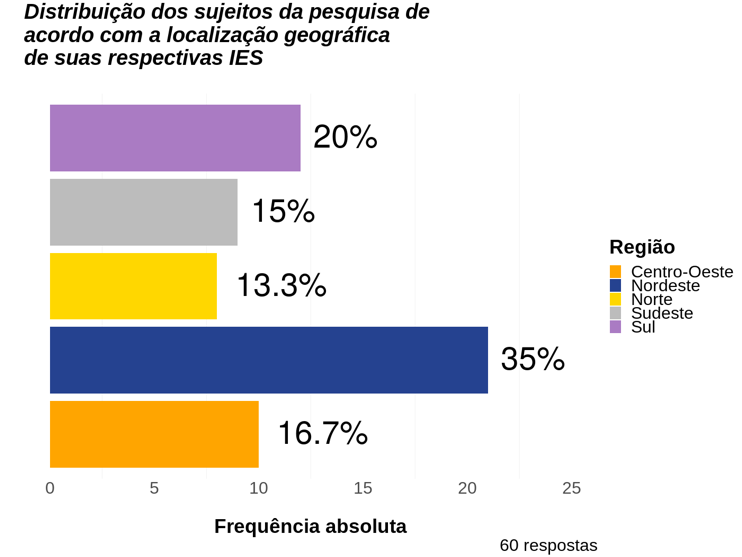 Distribuição dos sujeitos da pesquisa de
acordo com a localização geográfica
de suas respectivas IES
20%
15%
13.3%
35%
16.7%
0 5 10 15 20 25
Frequência absoluta
60 respostas
Região
Centro-Oeste
Nordeste
Norte
Sudeste
Sul